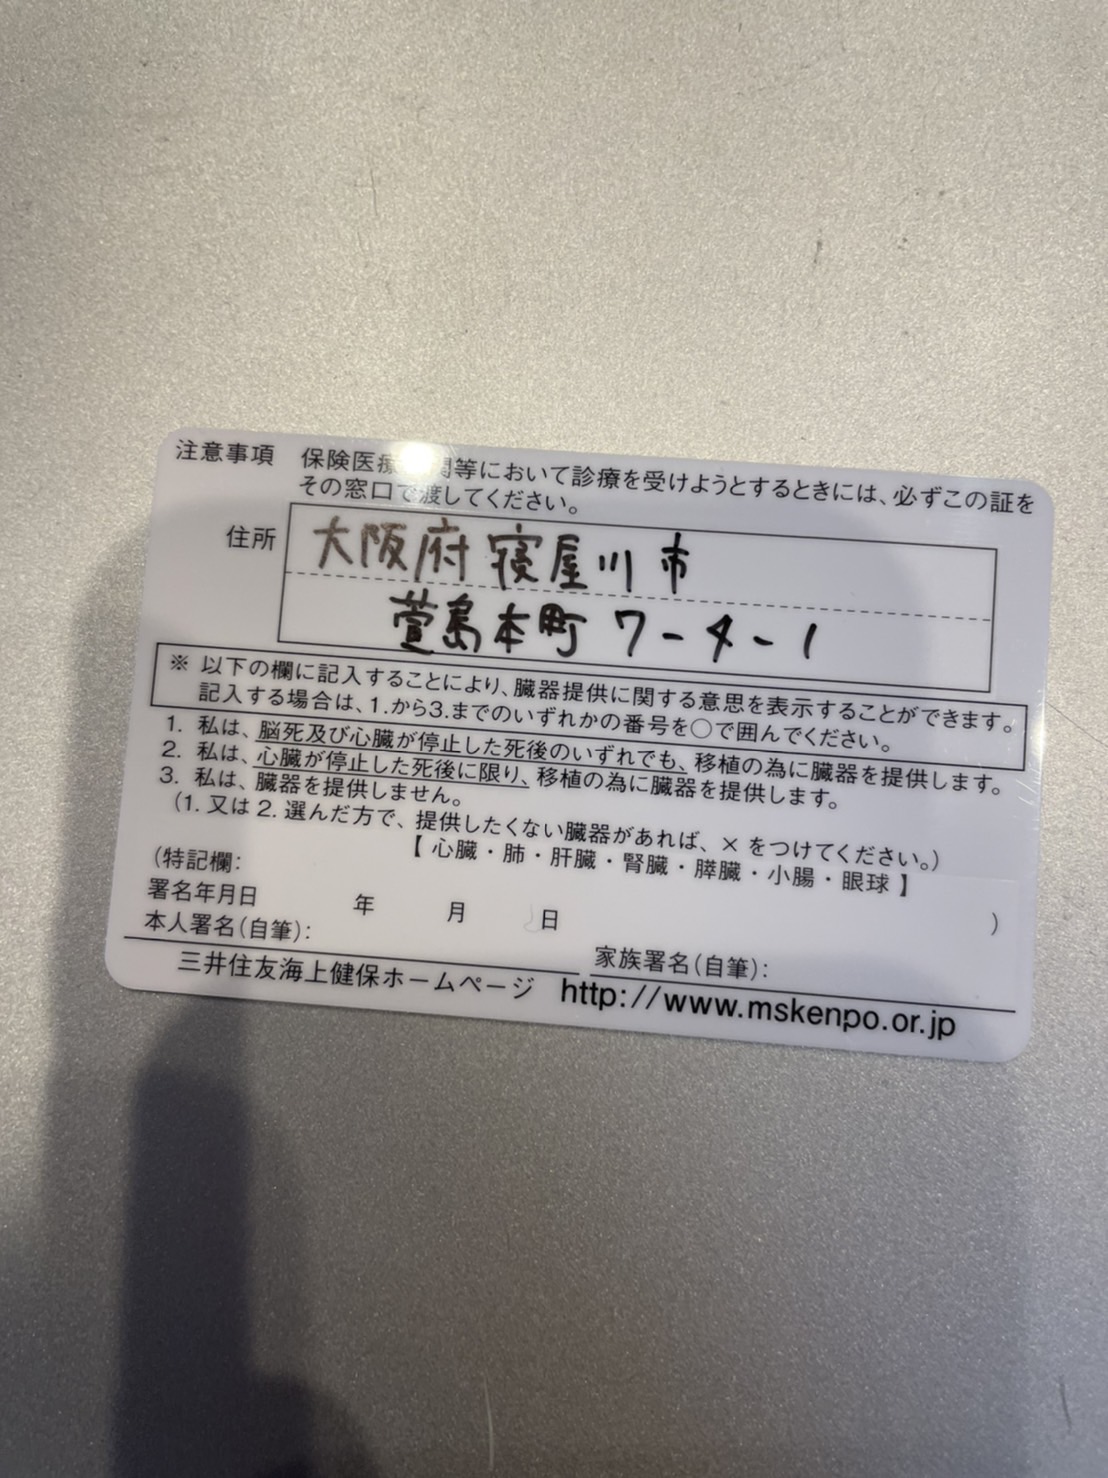 注意事項 保険医療機関等において診療を受けようとするときには、必ずこの証を
その窓口で渡してください。
住所 大阪府寝屋川市
萱島本町 7-4-1
※ 以下の欄に記入することにより、臓器提供に関する意思を表示することができます。
記入する場合は、1.から3.までのいずれかの番号を○で囲んでください。
1. 私は、脳死及び心臓が停止した死後のいずれでも、移植の為に臓器を提供します。
2. 私は、心臓が停止した死後に限り、移植の為に臓器を提供します。
3. 私は、臓器を提供しません。
(1. 又は 2. 選んだ方で、提供したくない臓器があれば、× をつけてください。)
【 心臓・肺・肝臓・腎臓・膵臓・小腸・眼球 】
(特記欄: )
署名年月日 年 月 日
本人署名(自筆): 家族署名(自筆):
三井住友海上健保ホームページ http://www.mskenpo.or.jp